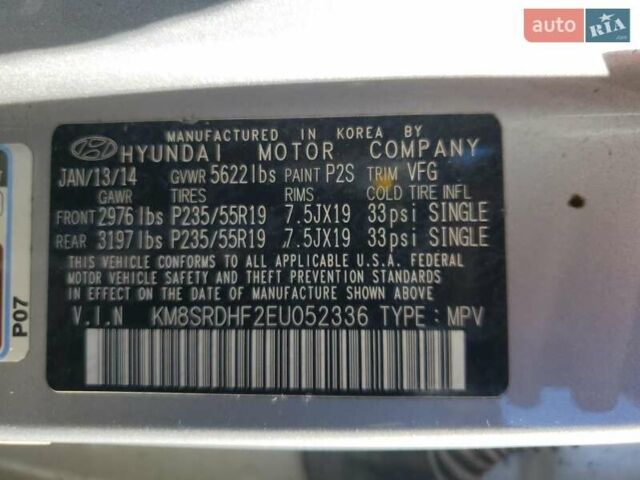 auto RIA.com
MANUFACTURED IN KOREA BY
HYUNDAI MOTOR COMPANY
JAN/13/14 GVWR 5622lbs PAINT P2S TRIM VFG
GAWR TIRES RIMS COLD TIRE INFL
FRONT 2976lbs P235/55R19 7.5JX19 33psi SINGLE
REAR 3197lbs P235/55R19 7.5JX19 33psi SINGLE
THIS VEHICLE CONFORMS TO ALL APPLICABLE U.S.A. FEDERAL
MOTOR VEHICLE SAFETY AND THEFT PREVENTION STANDARDS
IN EFFECT ON THE DATE OF MANUFACTURE SHOWN ABOVE.
V.I.N KM8SRDHF2EU052336 TYPE : MPV
P07